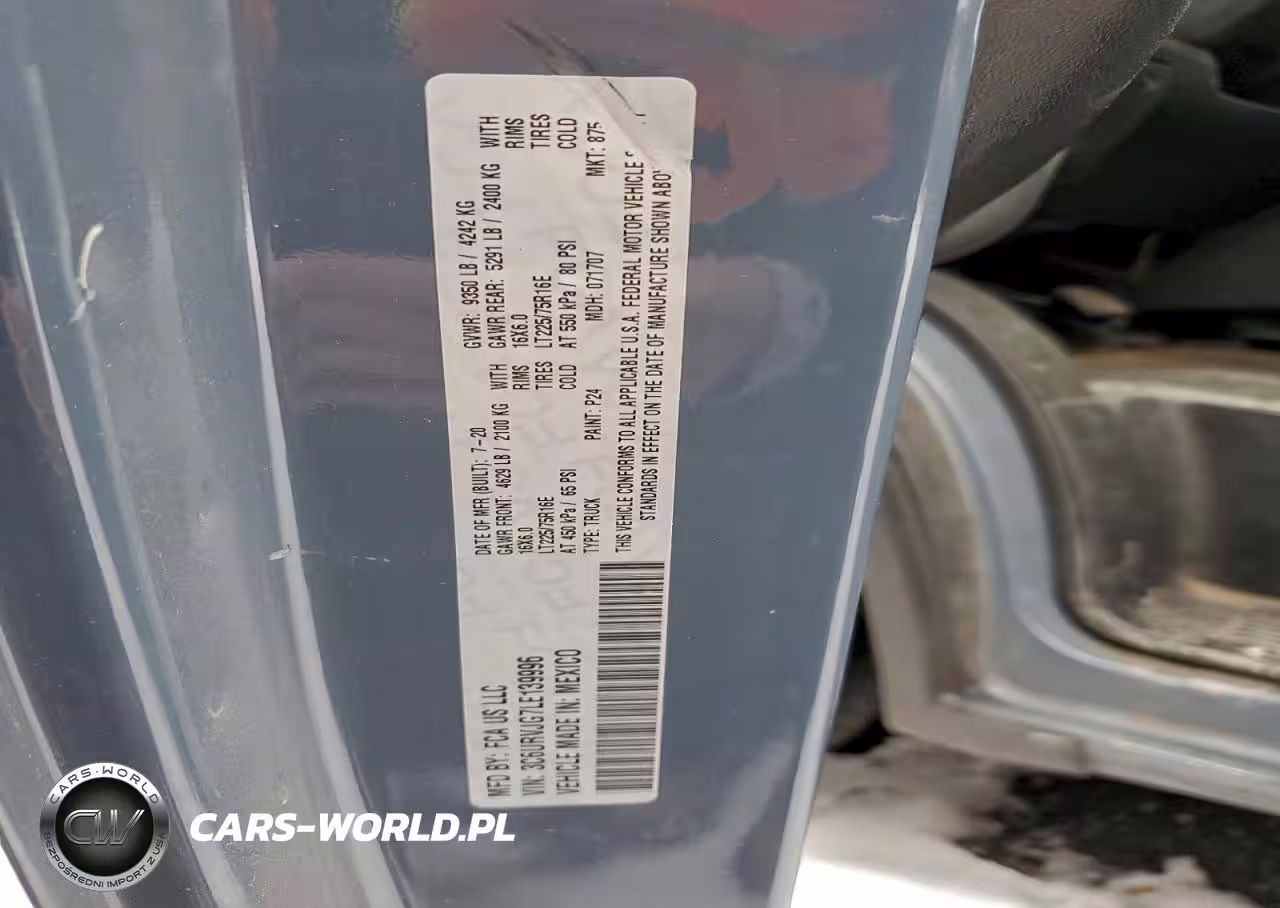 MFD BY: FCA US LLC
VIN: 3C6URVJG7LE139996
VEHICLE MADE IN: MEXICO
DATE OF MFR (BUILT): 7-20 GVWR: 9350 LB / 4242 KG
GAWR FRONT: 4629 LB / 2100 KG WITH GAWR REAR: 5291 LB / 2400 KG WITH
16X6.0 RIMS 16X6.0 RIMS
LT225/75R16E TIRES LT225/75R16E TIRES
AT 450 kPa / 65 PSI COLD AT 550 kPa / 80 PSI COLD
TYPE: TRUCK PAINT: P24 MDH: 071707 MKT: 875
THIS VEHICLE CONFORMS TO ALL APPLICABLE U.S.A. FEDERAL MOTOR VEHICLE
STANDARDS IN EFFECT ON THE DATE OF MANUFACTURE SHOWN ABO
CARS-WORLD
CW
BEZPOŚREDNI IMPORT Z USA
CARS-WORLD.PL